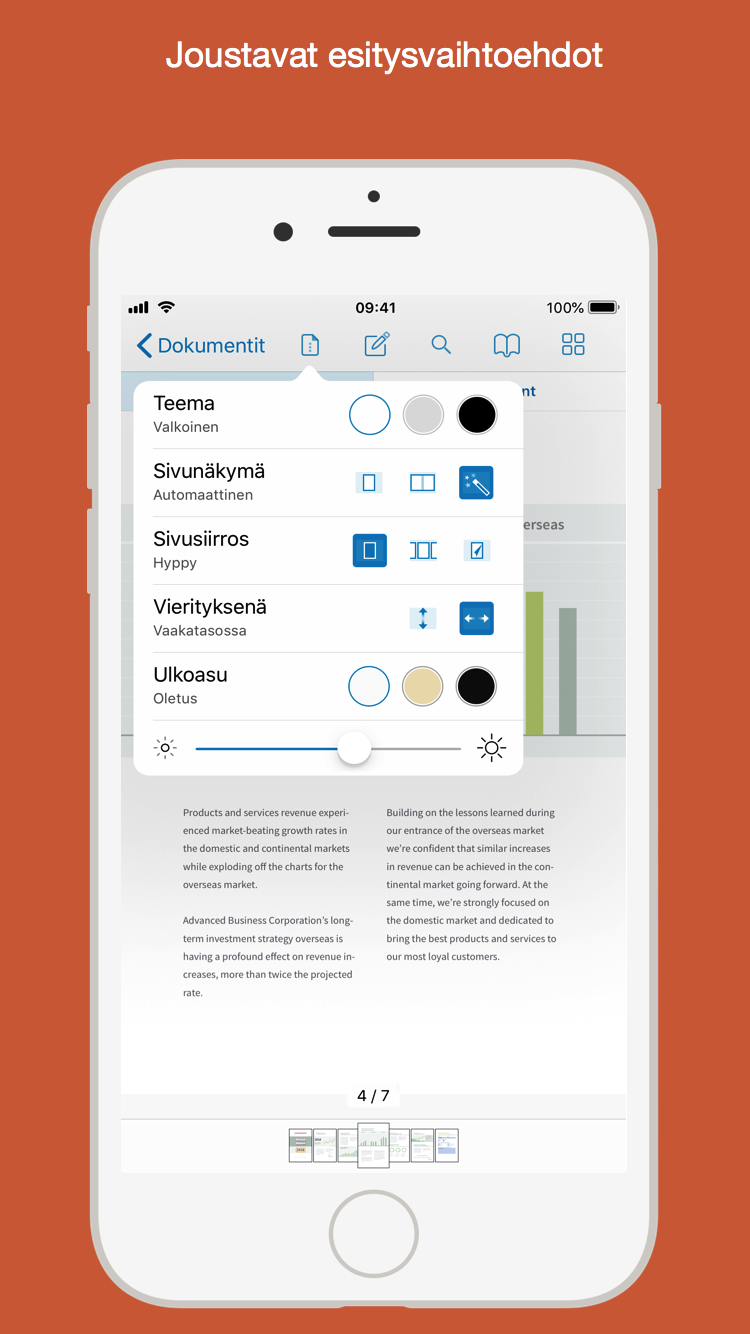 Joustavat esitysvaihtoehdot
09:41
100%
Dokumentit
nt
Teema
Valkoinen
Sivunäkymä
Automaattinen
erseas
Sivusiirros
Hyppy
Vierityksenä
Vaakatasossa
Ulkoasu
Oletus
Products and services revenue experi-
enced market-beating growth rates in
the domestic and continental markets
while exploding off the charts for the
overseas market.
Advanced Business Corporation's long-
term investment strategy overseas is
having a profound effect on revenue in-
creases, more than twice the projected
rate.
Building on the lessons learned during
our entrance of the overseas market
we're confident that similar increases
in revenue can be achieved in the con-
tinental market going forward. At the
same time, we're strongly focused on
the domestic market and dedicated to
bring the best products and services to
our most loyal customers.
4 / 7